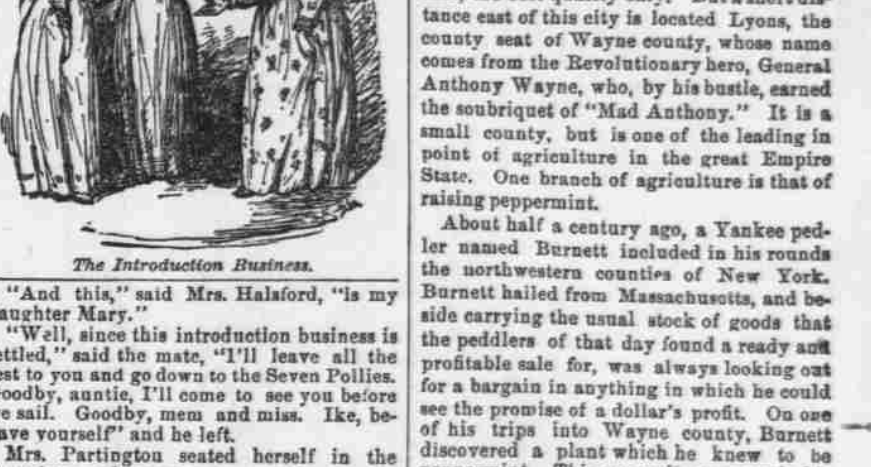 The Introduction Business.
"And this," said Mrs. Halsford, "is my
aughter Mary."
"Well, since this introduction business is
ettled," said the mate, "I'll leave all the
est to you and go down to the Seven Pollies.
oodby, auntie, I'll come to see you before
e sail. Goodby, mem and miss. Ike, be-
ave yourself" and he left.
Mrs. Partington seated herself in the
tance east of this city is located Lyons, the
county seat of Wayne county, whose name
comes from the Revolutionary hero, General
Anthony Wayne, who, by his bustle, earned
the soubriquet of "Mad Anthony." It is a
small county, but is one of the leading in
point of agriculture in the great Empire
State. One branch of agriculture is that of
raising peppermint.
About half a century ago, a Yankee ped-
ler named Burnett included in his rounds
the northwestern counties of New York.
Burnett hailed from Massachusotts, and be-
side carrying the usual stock of goods that
the peddlers of that day found a ready and
profitable sale for, was always looking out
for a bargain in anything in which he could
see the promise of a dollar's profit. On one
of his trips into Wayne county, Burnett
discovered a plant which he knew to be